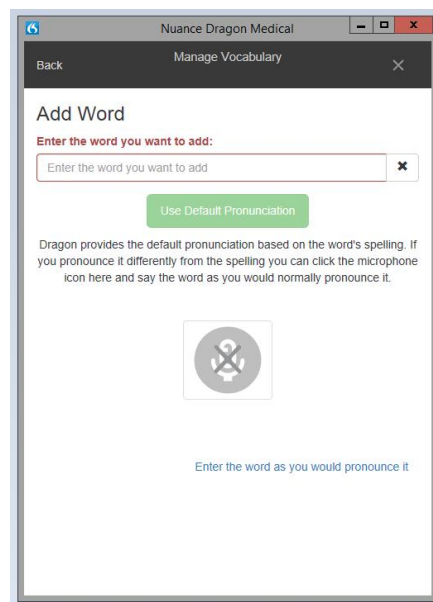 Nuance Dragon Medical
Back
Manage Vocabulary
Add Word
Enter the word you want to add:
Enter the word you want to add
Use Default Pronunciation
Dragon provides the default pronunciation based on the word's spelling. If
you pronounce it differently from the spelling you can click the microphone
icon here and say the word as you would normally pronounce it.
Enter the word as you would pronounce it